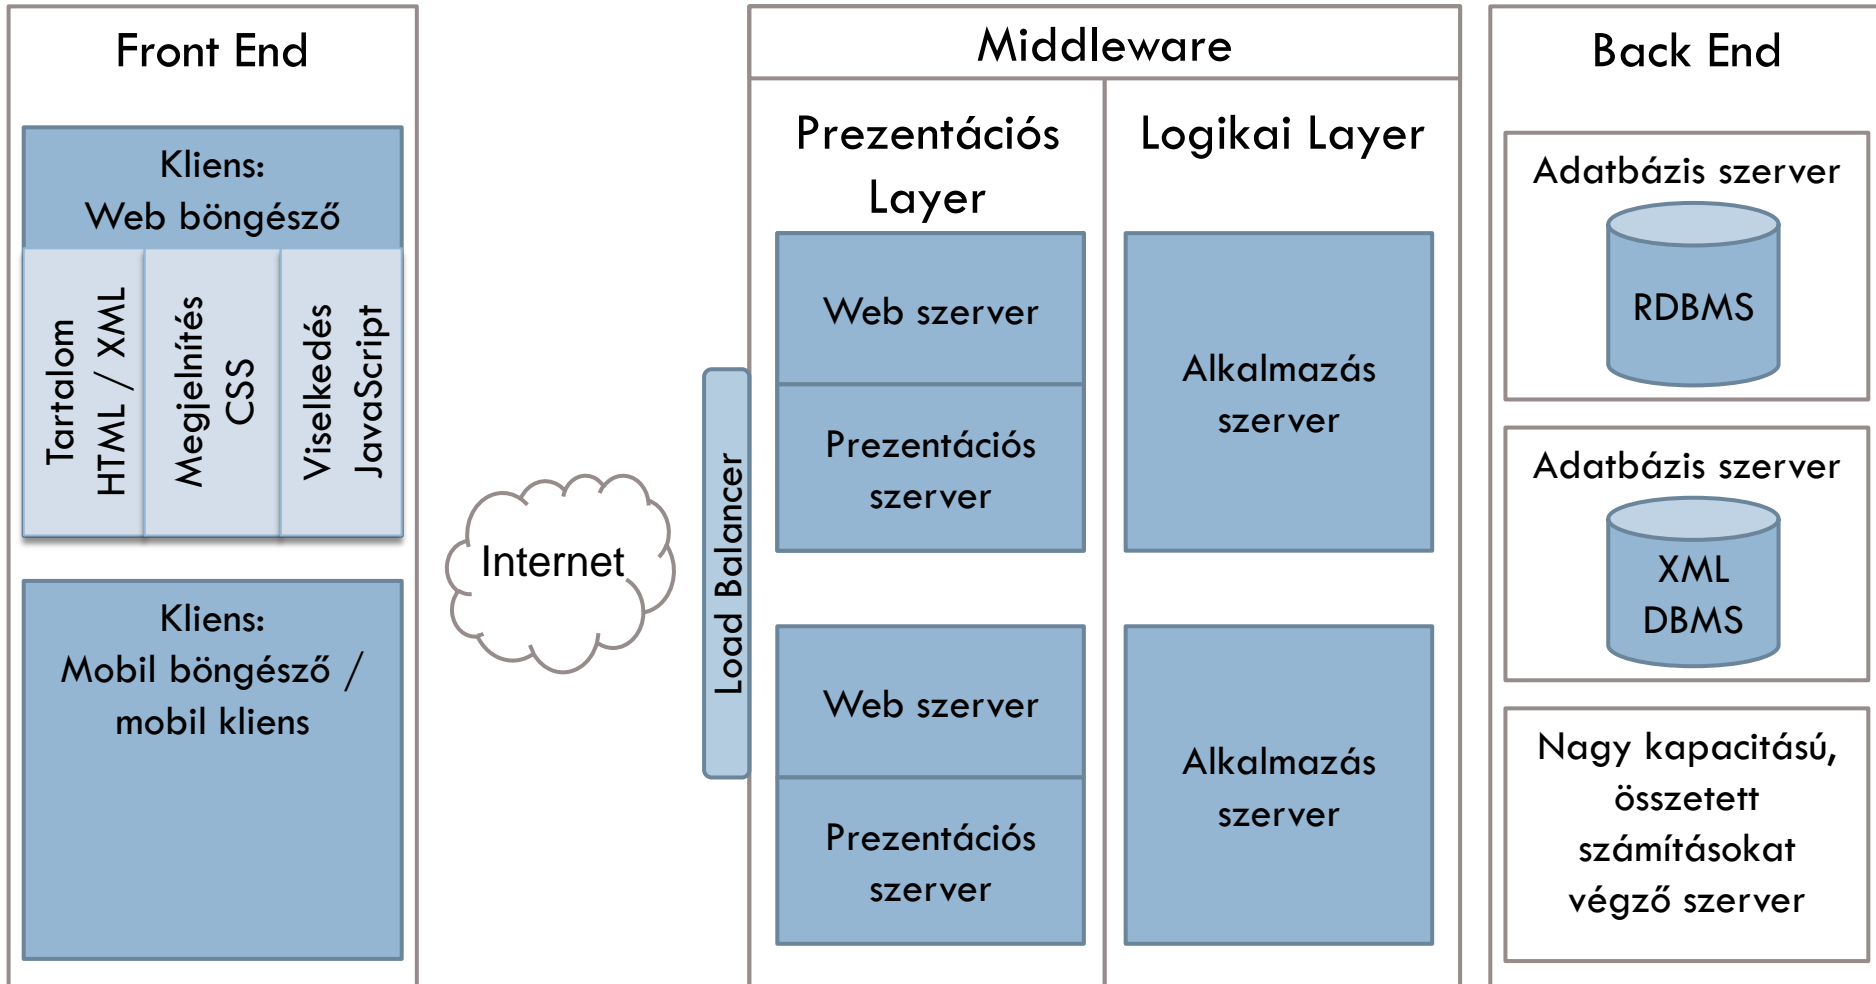 Front End
Kliens:
Web böngésző
Tartalom
HTML / XML
Megjelnítés
CSS
Viselkedés
JavaScript
Kliens:
Mobil böngésző /
mobil kliens
Internet
Load Balancer
Middleware
Prezentációs
Layer
Web szerver
Prezentációs
szerver
Web szerver
Prezentációs
szerver
Logikai Layer
Alkalmazás
szerver
Alkalmazás
szerver
Back End
Adatbázis szerver
RDBMS
Adatbázis szerver
XML
DBMS
Nagy kapacitású,
összetett
számításokat
végző szerver